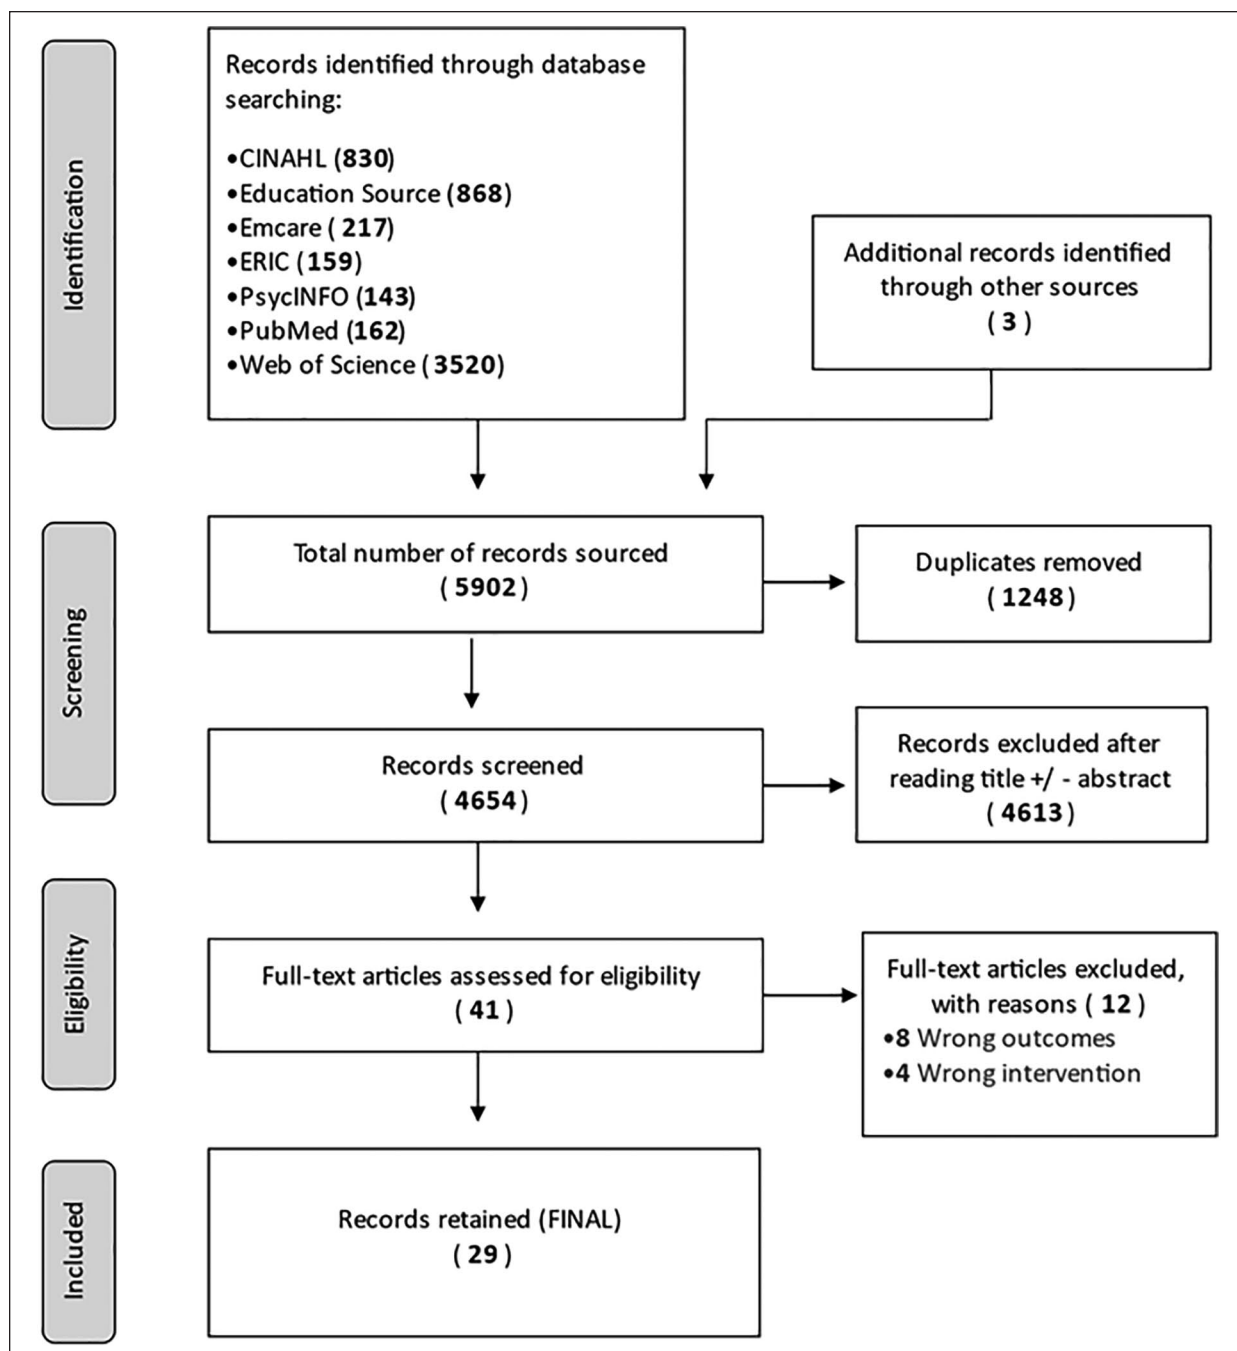 Identification
Records identified through database
searching:
•CINAHL (830)
•Education Source (868)
•Emcare ( 217)
•ERIC (159)
•PsycINFO (143)
•PubMed (162)
•Web of Science ( 3520)
Additional records identified
through other sources
( 3 )
Screening
Total number of records sourced
( 5902)
Duplicates removed
( 1248)
Records screened
( 4654)
Records excluded after
reading title +/ - abstract
( 4613)
Eligibility
Full-text articles assessed for eligibility
( 41 )
Full-text articles excluded,
with reasons ( 12 )
•8 Wrong outcomes
•4 Wrong intervention
Included
Records retained (FINAL)
( 29 )